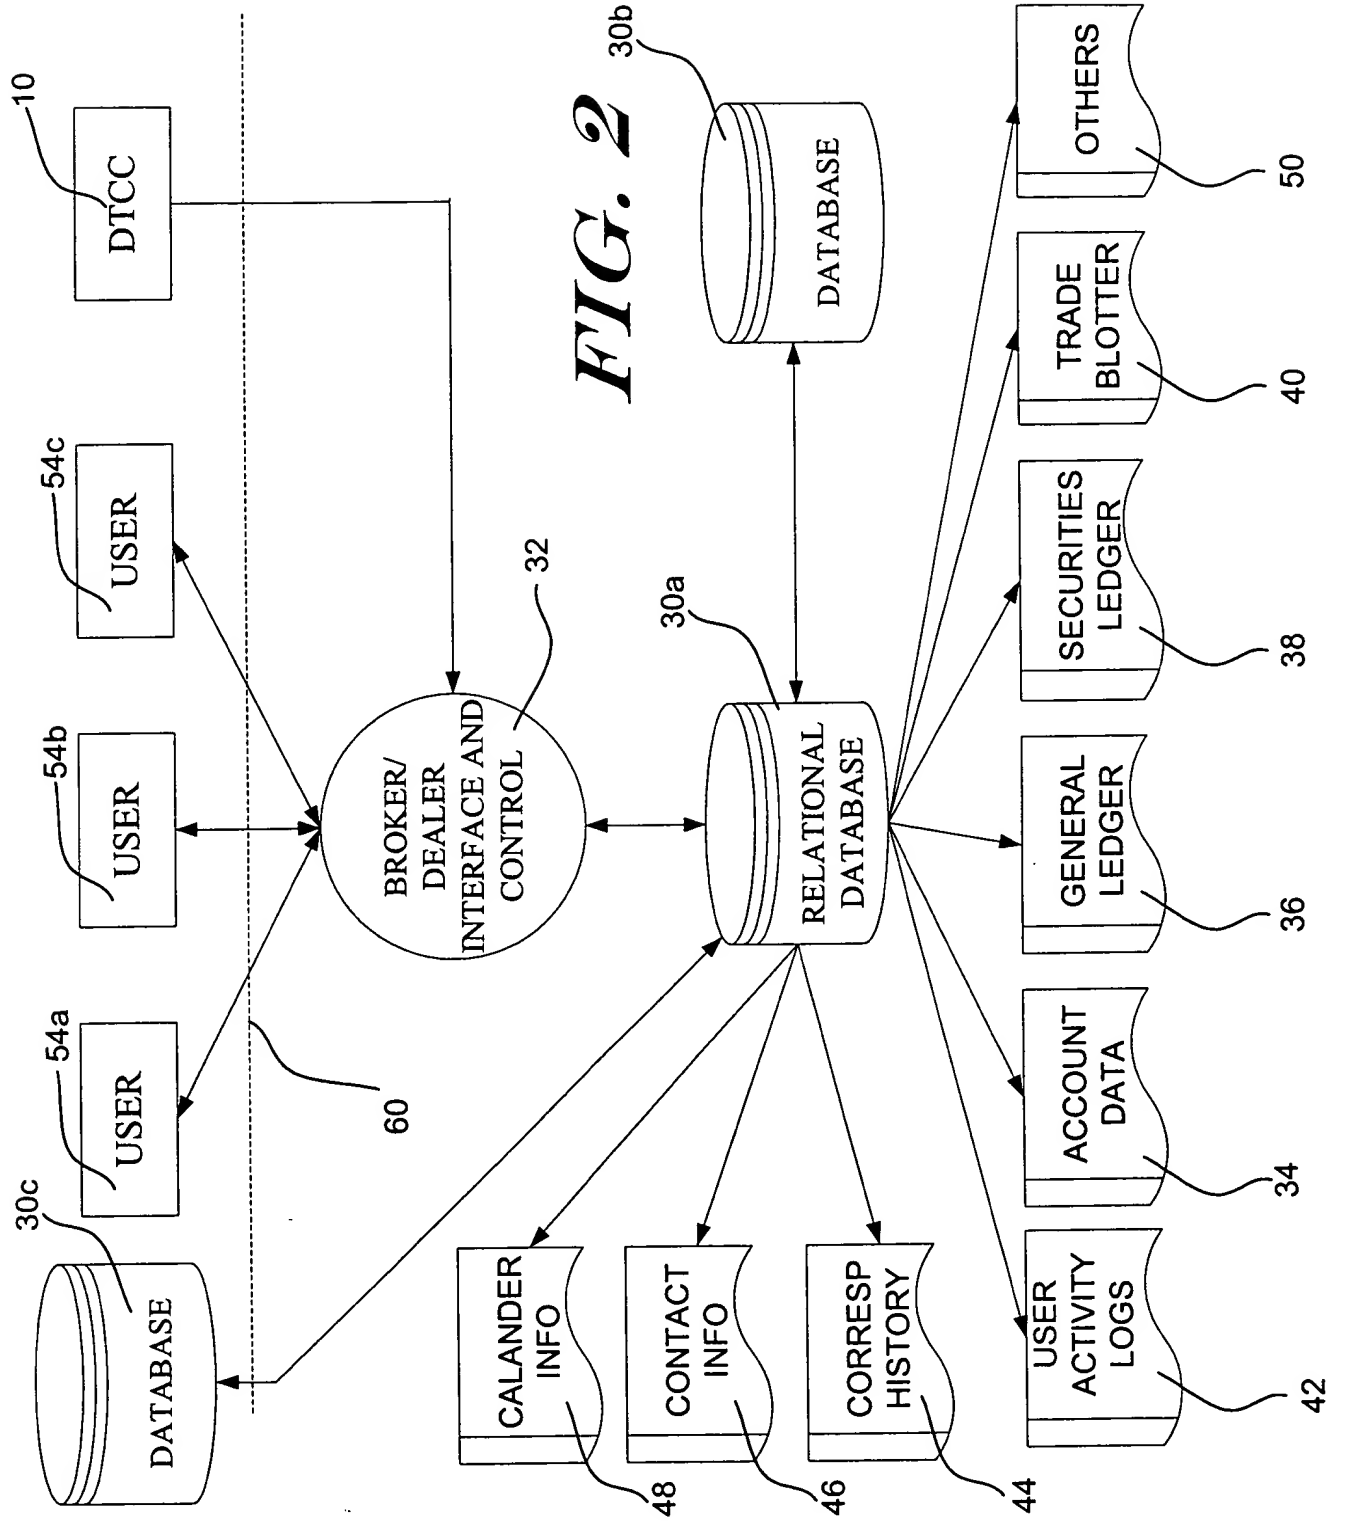 30c
DATABASE
54a
USER
54b
USER
54c
USER
10
DTCC
60
BROKER/
DEALER
INTERFACE AND
CONTROL
32
FIG. 2
CALANDER
INFO
48
CONTACT
INFO
46
CORRESP
HISTORY
44
30a
RELATIONAL
DATABASE
30b
DATABASE
USER
ACTIVITY
LOGS
42
ACCOUNT
DATA
34
GENERAL
LEDGER
36
SECURITIES
LEDGER
38
TRADE
BLOTTER
40
OTHERS
50